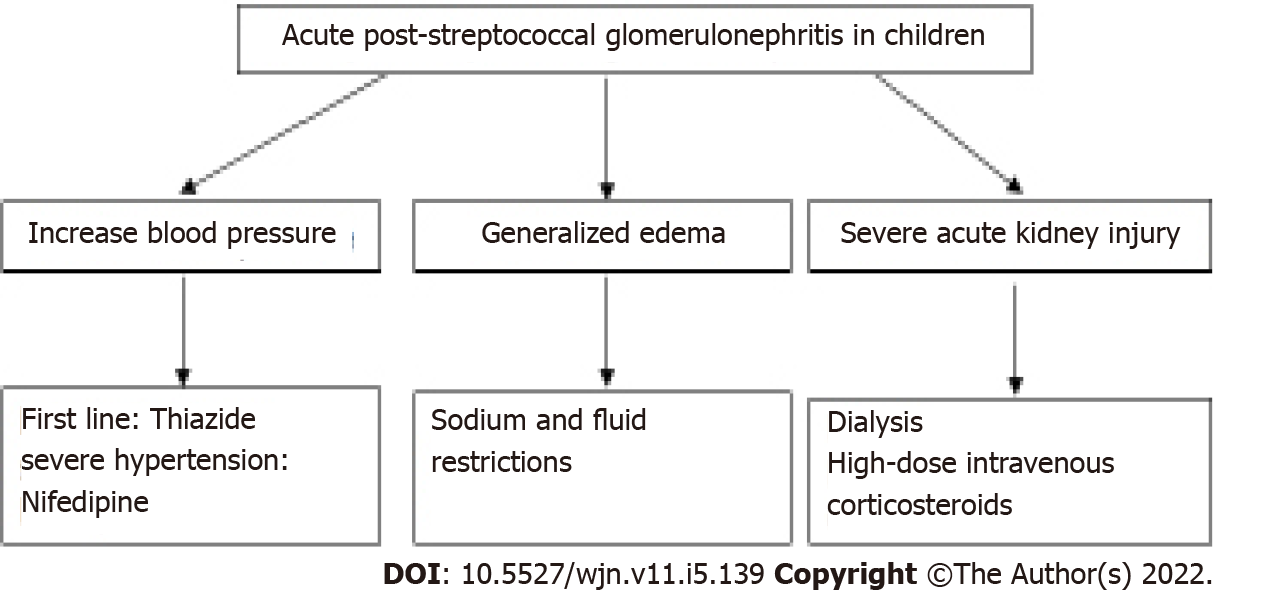 Acute post-streptococcal glomerulonephritis in children
Increase blood pressure
Generalized edema
Severe acute kidney injury
First line: Thiazide
severe hypertension:
Nifedipine
Sodium and fluid
restrictions
Dialysis
High-dose intravenous
corticosteroids
DOI: 10.5527/wjn.v11.i5.139 Copyright ©The Author(s) 2022.